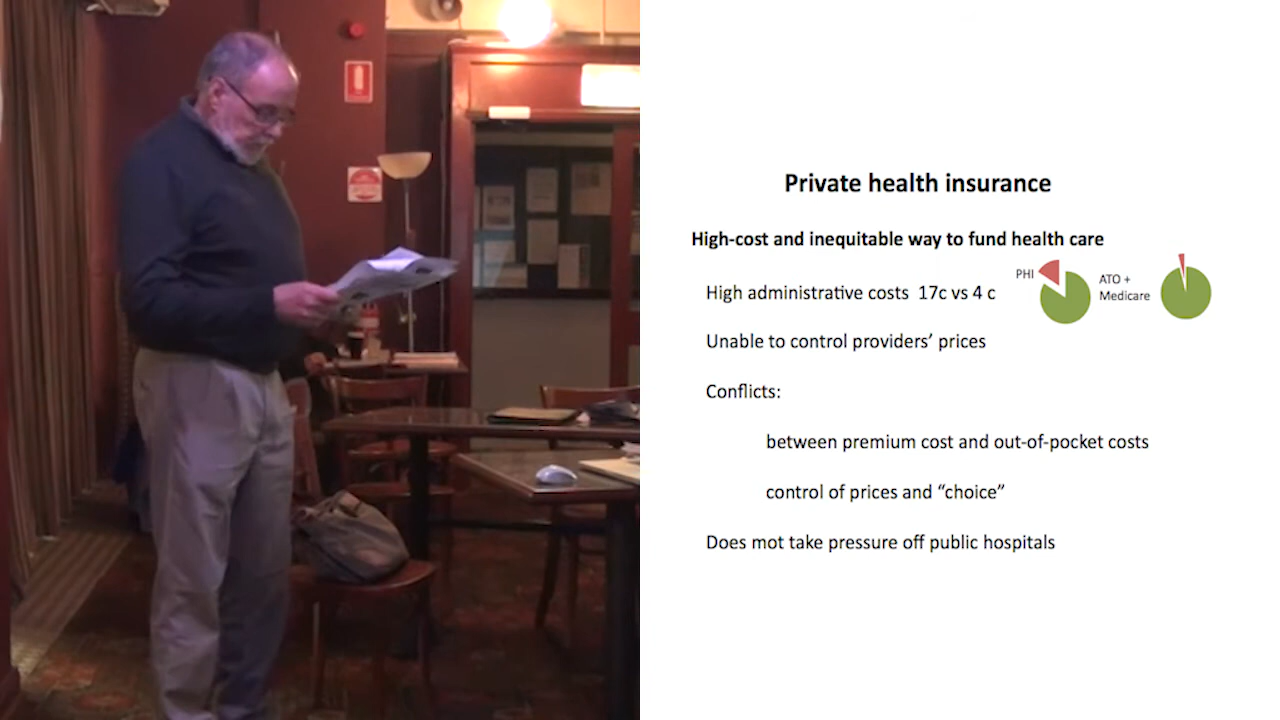 Private health insurance
High-cost and inequitable way to fund health care
High administrative costs 17c vs 4 c
PHI
ATO +
Medicare
Unable to control providers’ prices
Conflicts:
between premium cost and out-of-pocket costs
control of prices and “choice”
Does mot take pressure off public hospitals